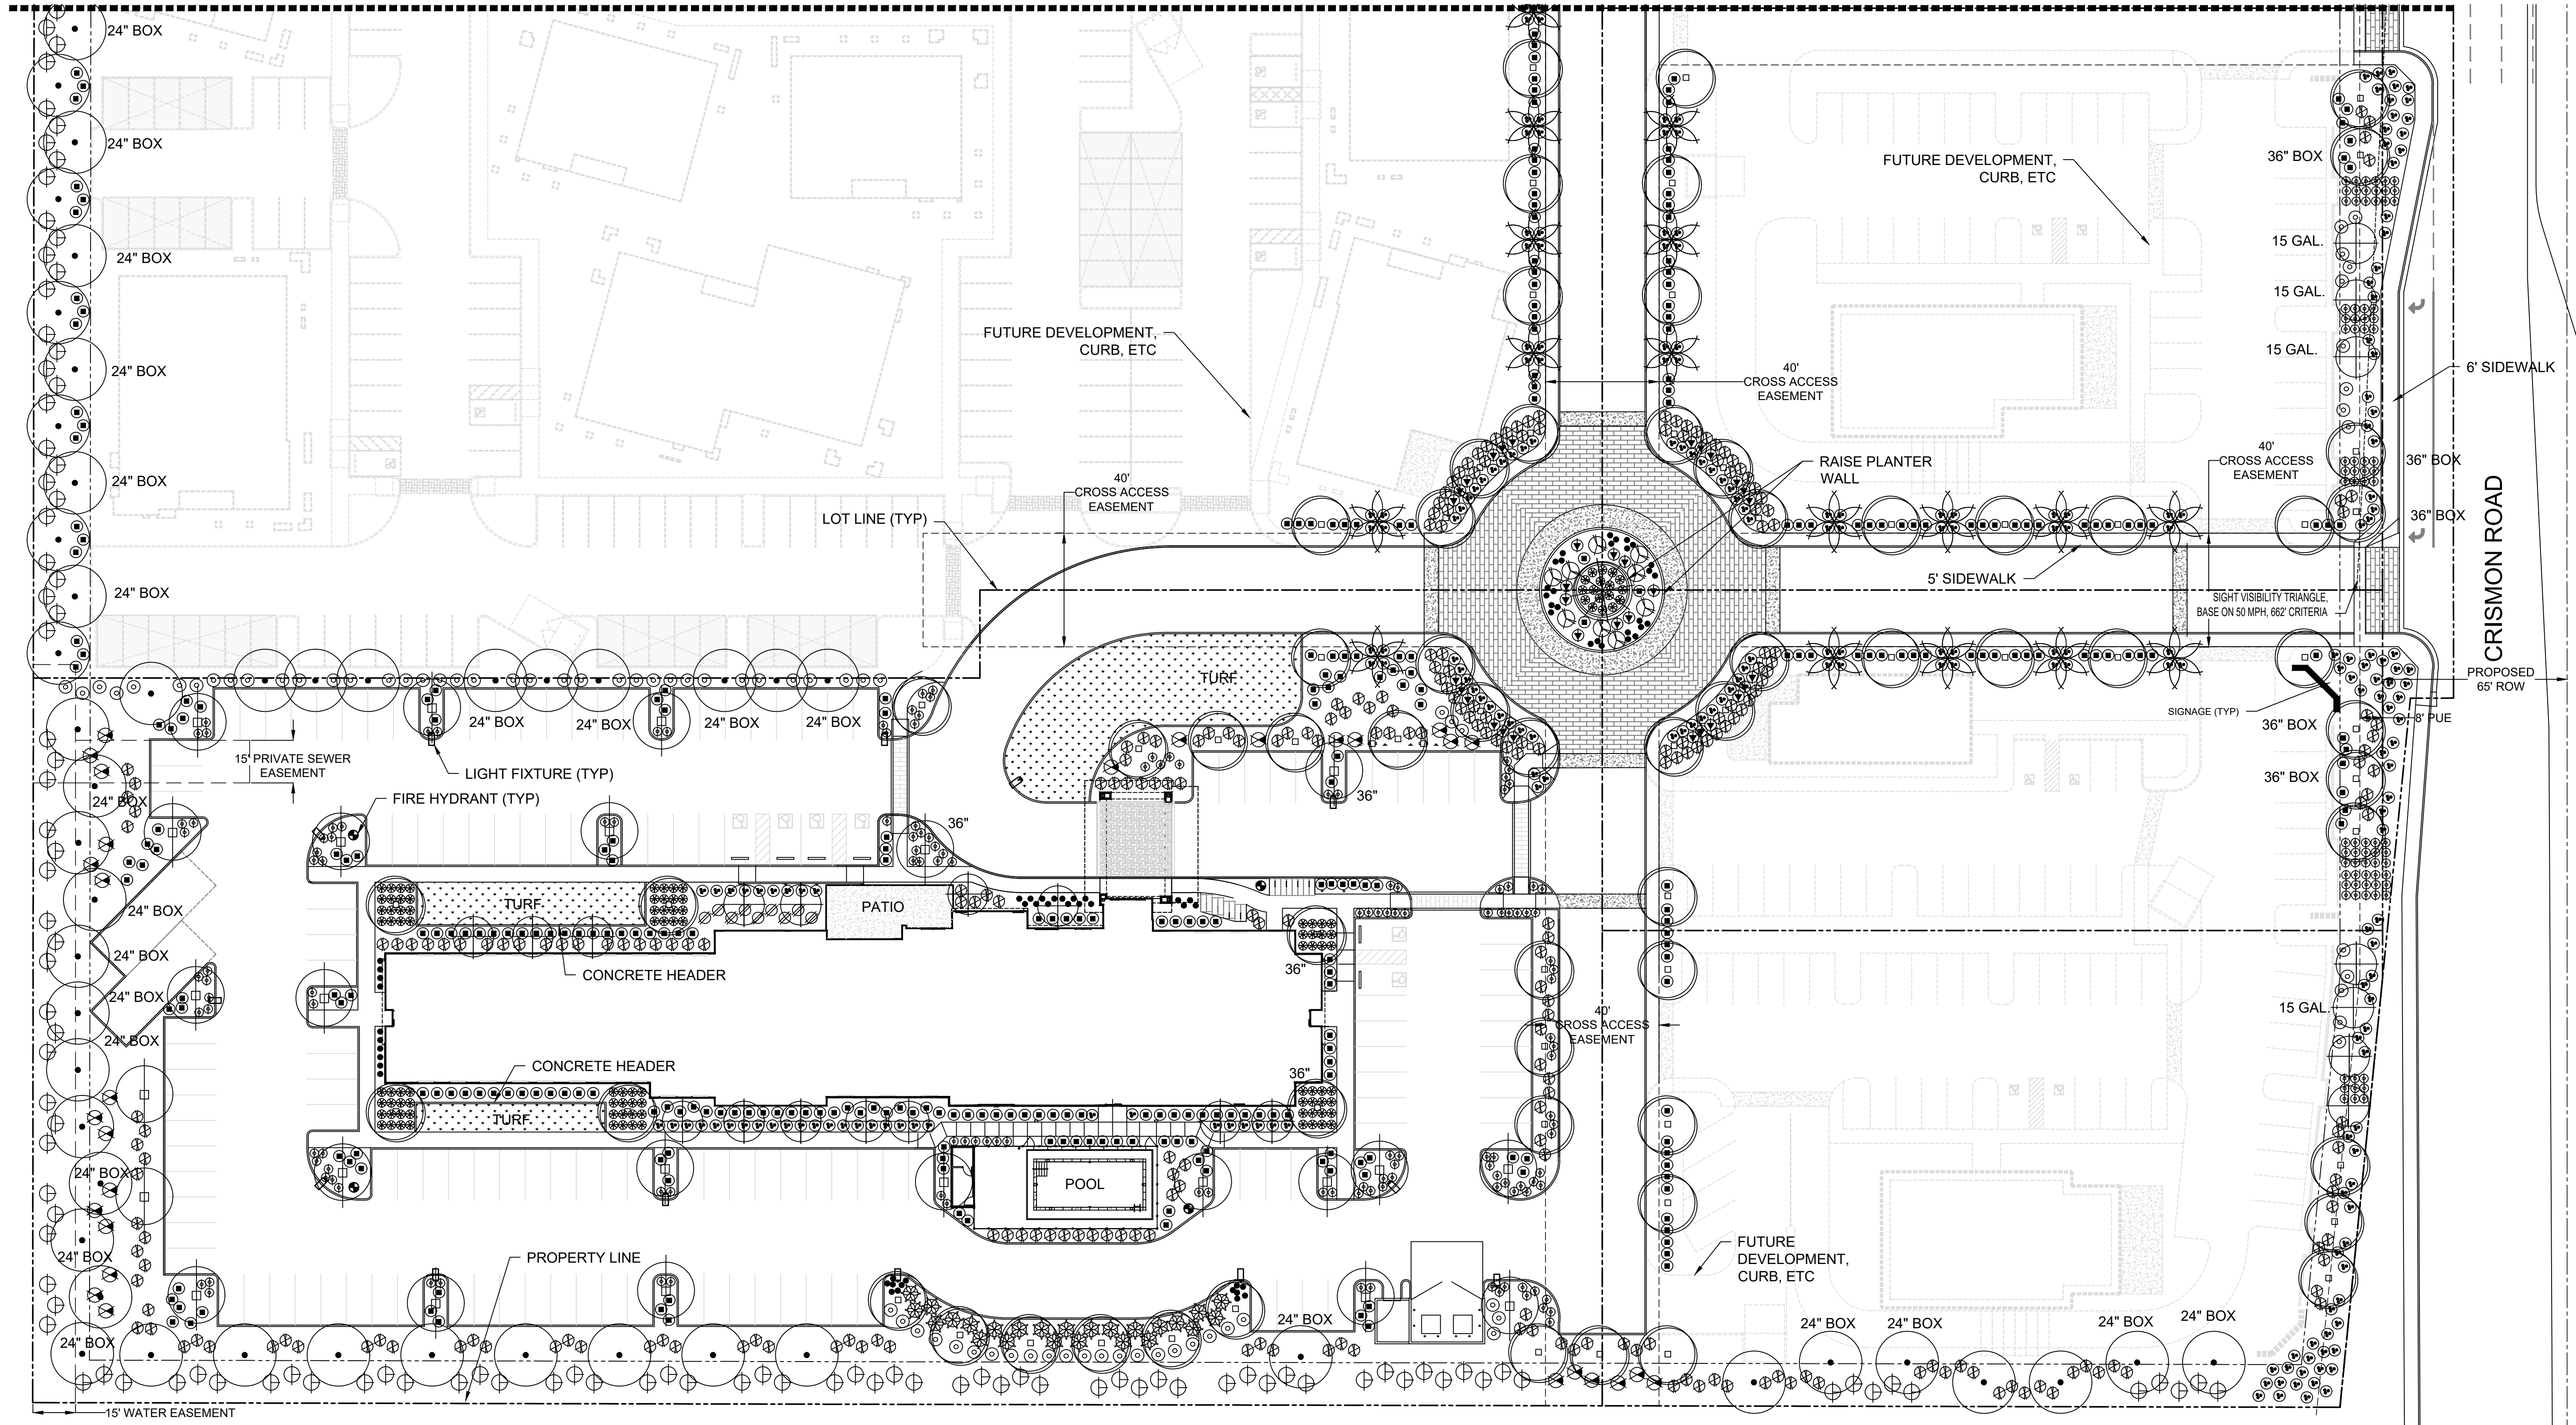 24" BOX
24" BOX
24" BOX
24" BOX
24" BOX
24" BOX
FUTURE DEVELOPMENT,
CURB, ETC
FUTURE DEVELOPMENT,
CURB, ETC
36" BOX
15 GAL.
15 GAL.
15 GAL.
6' SIDEWALK
40'
CROSS ACCESS
EASEMENT
40'
CROSS ACCESS
EASEMENT
36" BOX
36" BOX
CRISMON ROAD
RAISE PLANTER
WALL
40'
CROSS ACCESS
EASEMENT
LOT LINE (TYP)
5' SIDEWALK
SIGHT VISIBILITY TRIANGLE,
BASE ON 50 MPH, 662' CRITERIA
PROPOSED
65' ROW
SIGNAGE (TYP)
8' PUE
36" BOX
36" BOX
TURF
24" BOX
24" BOX
24" BOX
24" BOX
15' PRIVATE SEWER
EASEMENT
LIGHT FIXTURE (TYP)
FIRE HYDRANT (TYP)
24" BOX
36"
36"
TURF
PATIO
24" BOX
24" BOX
24" BOX
24" BOX
CONCRETE HEADER
36"
15 GAL.
40'
CROSS ACCESS
EASEMENT
CONCRETE HEADER
36"
TURF
POOL
24" BOX
24" BOX
PROPERTY LINE
FUTURE
DEVELOPMENT,
CURB, ETC
24" BOX
24" BOX
24" BOX
24" BOX
24" BOX
24" BOX
15' WATER EASEMENT